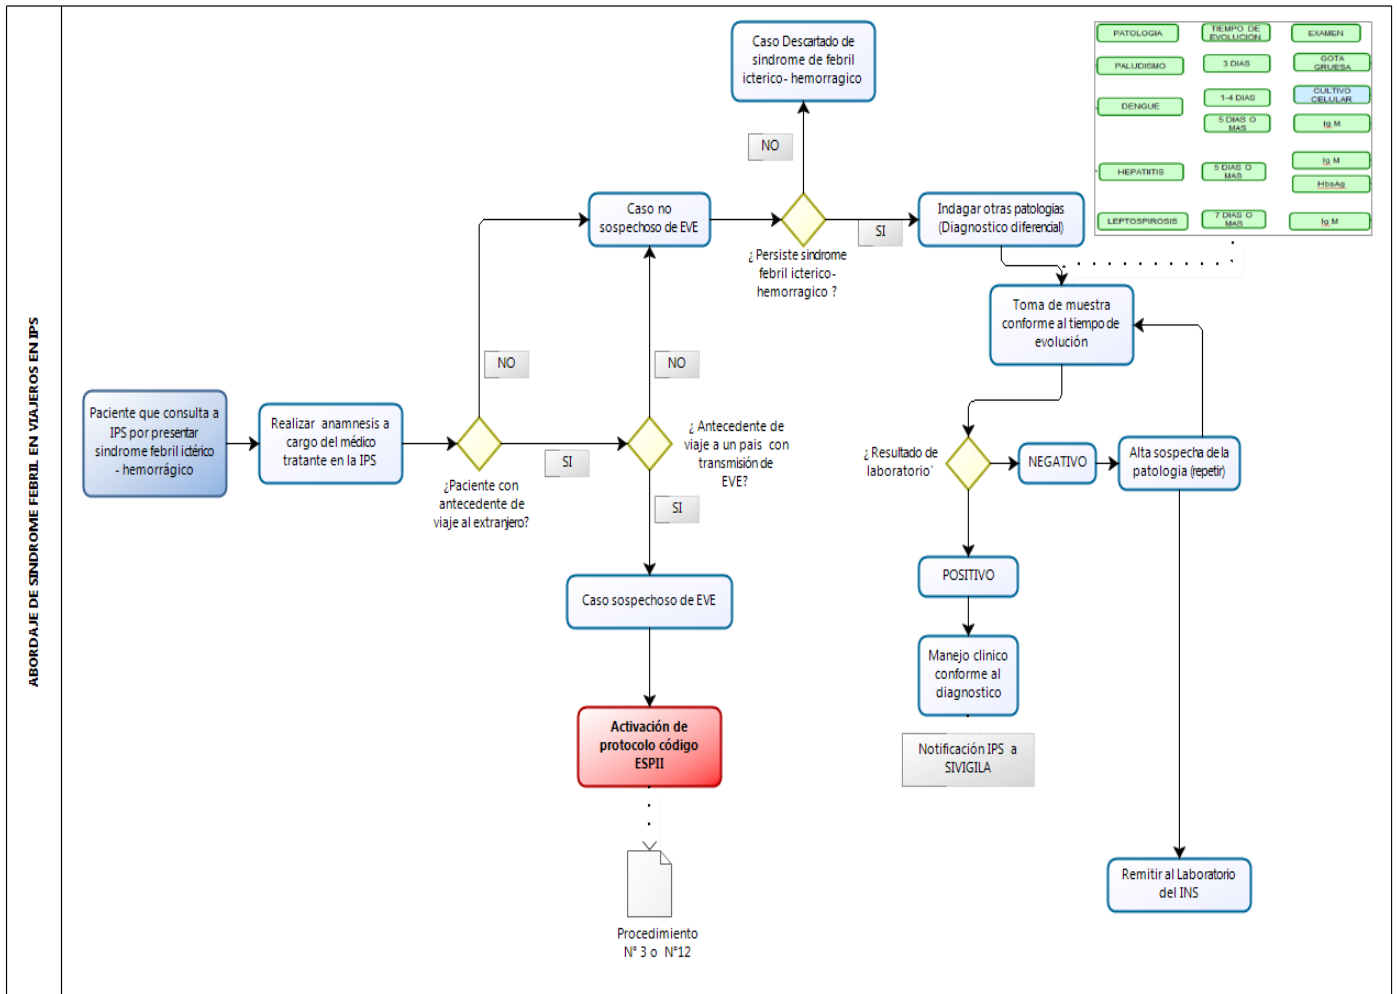 ABORDAJE DE SINDROME FEBRIL EN VIAJEROS EN IPS
Caso Descartado de
sindrome de febril
icterico- hemorragico
PATOLOGIA
TIEMPO DE
EVOLUCION
EXAMEN
PALUDISMO
3 DIAS
GOTA
GRUESA
DENGUE
1-4 DIAS
CULTIVO
CELULAR
5 DIAS O
MAS
Ig M
HEPATIITIS
5 DIAS O
MAS
Ig M
HbsAg
LEPTOSPIROSIS
7 DIAS O
MAS
Ig M
NO
Caso no
sospechoso de EVE
SI
Indagar otras patologias
(Diagnostico diferencial)
¿ Persiste sindrome
febril icterico-
hemorragico ?
Toma de muestra
conforme al tiempo de
evolución
NO
NO
Paciente que consulta a
IPS por presentar
sindrome febril ictérico
- hemorrágico
Realizar anamnesis a
cargo del médico
tratante en la IPS
¿Paciente con
antecedente de
viaje al extranjero?
SI
¿ Antecedente de
viaje a un pais con
transmisión de
EVE?
SI
¿ Resultado de
laboratorio'
NEGATIVO
Alta sospecha de la
patologia (repetir)
Caso sospechoso de EVE
POSITIVO
Manejo clinico
conforme al
diagnostico
Activación de
protocolo código
ESPII
Notificación IPS a
SIVIGILA
Remitir al Laboratorio
del INS
Procedimiento
N° 3 o N°12